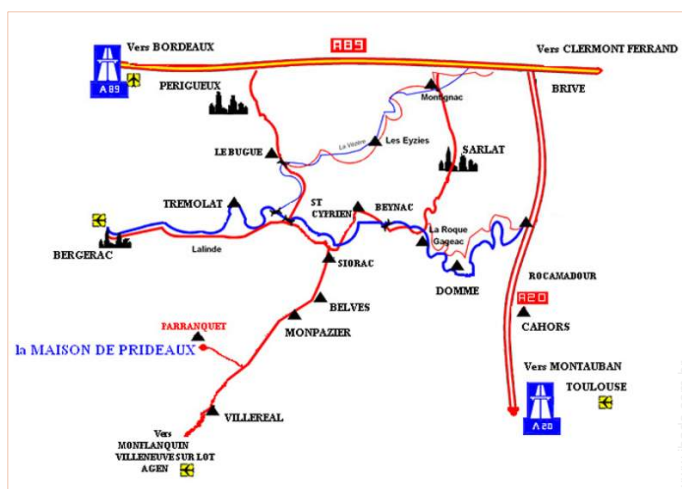 Vers BORDEAUX
A89
Vers CLERMONT FERRAND
A 89
PERIGUEUX
BRIVE
Montignac
La Vézère
Les Eyzies
LE BUGUE
SARLAT
TREMOLAT
ST
CYPRIEN
BEYNAC
La Roque
Gageac
BERGERAC
Lalinde
SIORAC
DOMME
ROCAMADOUR
A20
BELVES
MONPAZIER
CAHORS
PARRANQUET
la MAISON DE PRIDEAUX
Vers MONTAUBAN
TOULOUSE
VILLEREAL
A 20
Vers
MONFLANQUIN
VILLENEUVE SUR LOT
AGEN